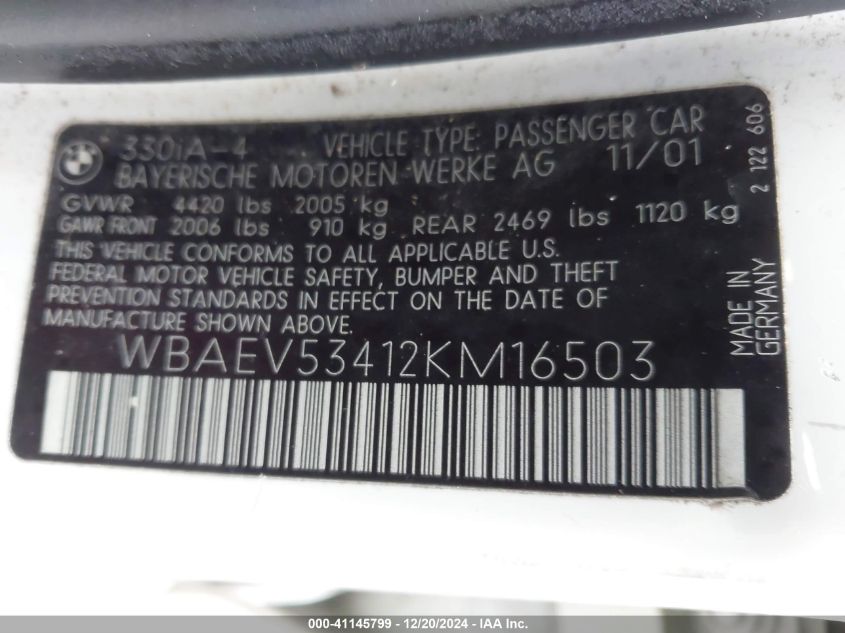 330iA-4 VEHICLE TYPE: PASSENGER CAR
BAYERISCHE MOTOREN WERKE AG 11/01
GVWR 4420 lbs 2005 kg
GAWR FRONT 2006 lbs 910 kg REAR 2469 lbs 1120 kg
THIS VEHICLE CONFORMS TO ALL APPLICABLE U.S.
FEDERAL MOTOR VEHICLE SAFETY, BUMPER AND THEFT
PREVENTION STANDARDS IN EFFECT ON THE DATE OF
MANUFACTURE SHOWN ABOVE.
WBAEV53412KM16503
2 122 606
MADE IN
GERMANY
000-41145799 - 12/20/2024 - IAA Inc.